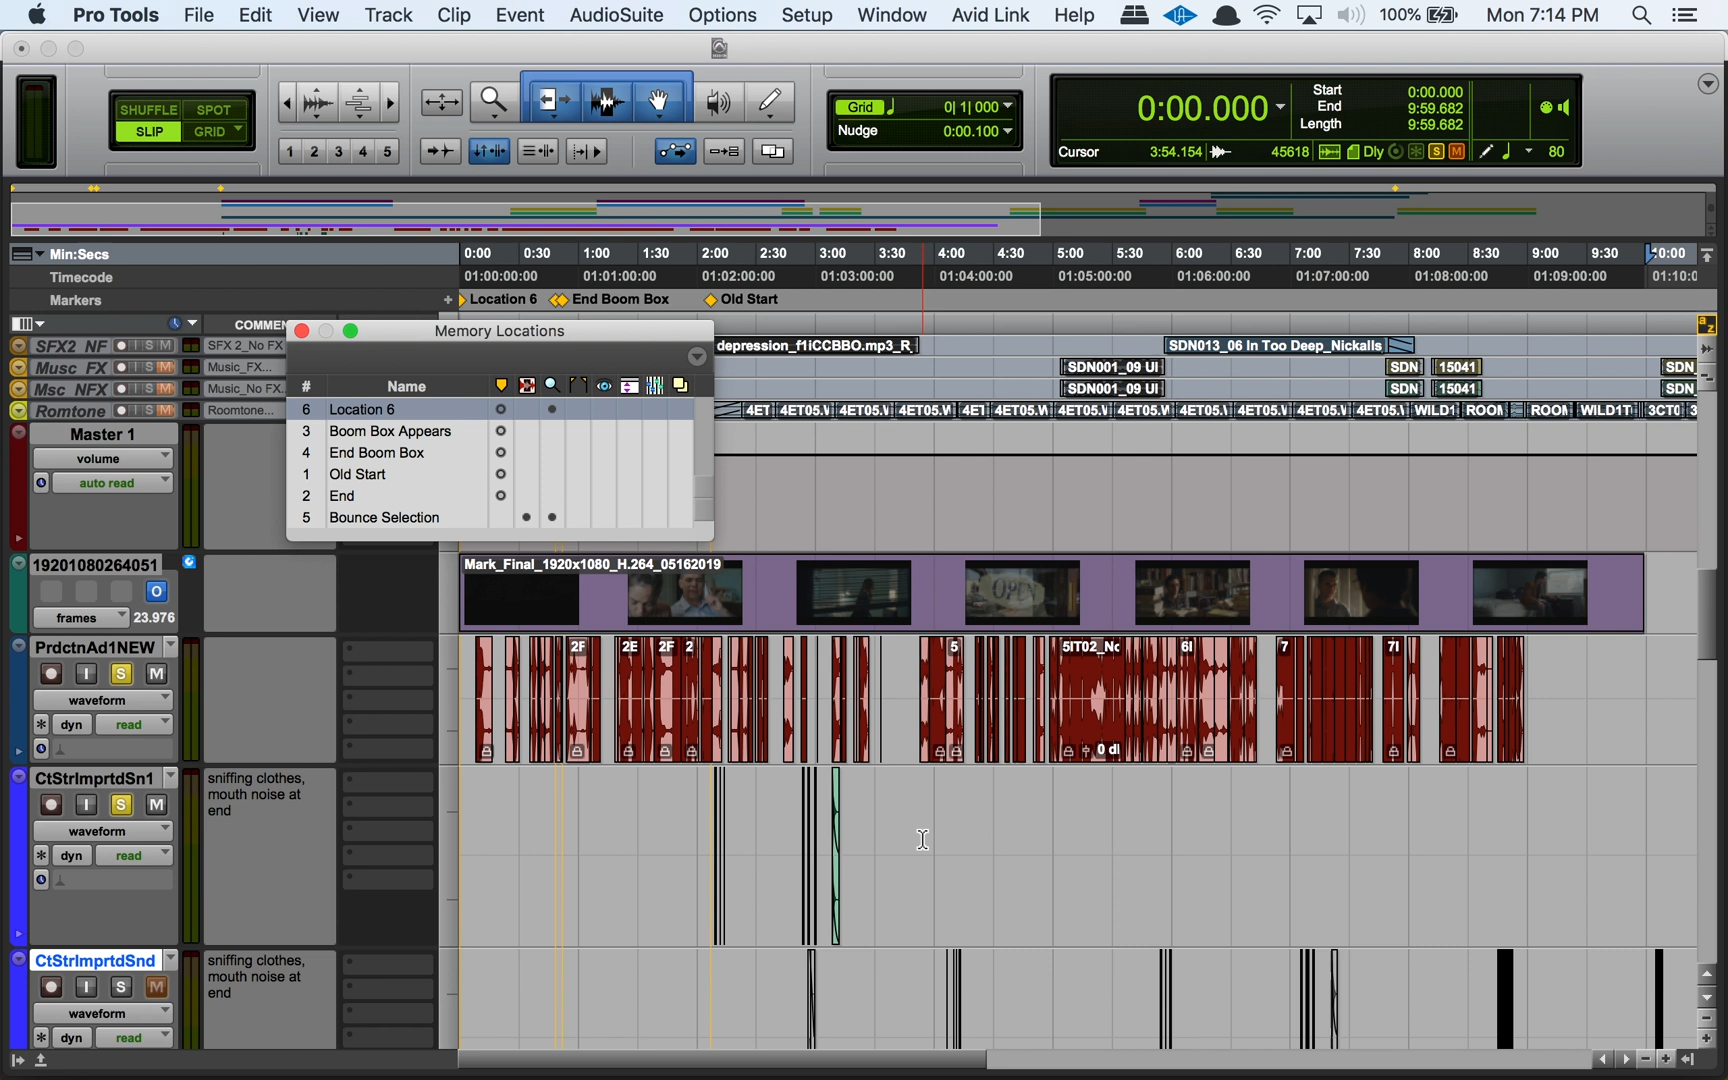 Pro Tools File Edit View Track Clip Event AudioSuite Options Setup Window Avid Link Help 100% Mon 7:14 PM
SHUFFLE SPOT
SLIP GRID
1 2 3 4 5
Grid 0| 1| 000
Nudge 0:00.100
0:00.000
Start 0:00.000
End 9:59.682
Length 9:59.682
Cursor 3:54.154 45618 Dly S M 80
Min:Secs 0:00 0:30 1:00 1:30 2:00 2:30 3:00 3:30 4:00 4:30 5:00 5:30 6:00 6:30 7:00 7:30 8:00 8:30 9:00 9:30 10:00
Timecode 01:00:00:00 01:01:00:00 01:02:00:00 01:03:00:00 01:04:00:00 01:05:00:00 01:06:00:00 01:07:00:00 01:08:00:00 01:09:00:00 01:10:0
Markers + Location 6 End Boom Box Old Start
COMMEN
a z
SFX2 NF I S M SFX 2_No FX depression_f1iCCBBO.mp3_R SDN013_06 In Too Deep_Nickalls
Musc FX I S M Music_FX... SDN001_09 Ul SDN 15041 SDN
Msc NFX I S M Music_No FX SDN001_09 Ul SDN 15041 SDN
Romtone I S M Roomtone... 4ET 4ET05.W 4ET05.W 4ET05.W 4ET 4ET05.W 4ET05.W 4ET05.W 4ET05.W 4ET05.W 4ET05.W 4ET05.\ WILD1 ROOM ROOM WILD1T 3CT0 3
Memory Locations
# Name
6 Location 6
3 Boom Box Appears
4 End Boom Box
1 Old Start
2 End
5 Bounce Selection
Master 1
volume
auto read
19201080264051
O
frames 23.976
Mark_Final_1920x1080_H.264_05162019
OPEN
PrdctnAd1NEW
I S M
waveform
dyn read
2F 2E 2F 2 5 5IT02_Nc 6I 7 7I
0 dl
CtStrImprtdSn1
I S M
waveform
dyn read
sniffing clothes,
mouth noise at
end
CtStrImprtdSnd
I S M
waveform
dyn read
sniffing clothes,
mouth noise at
end